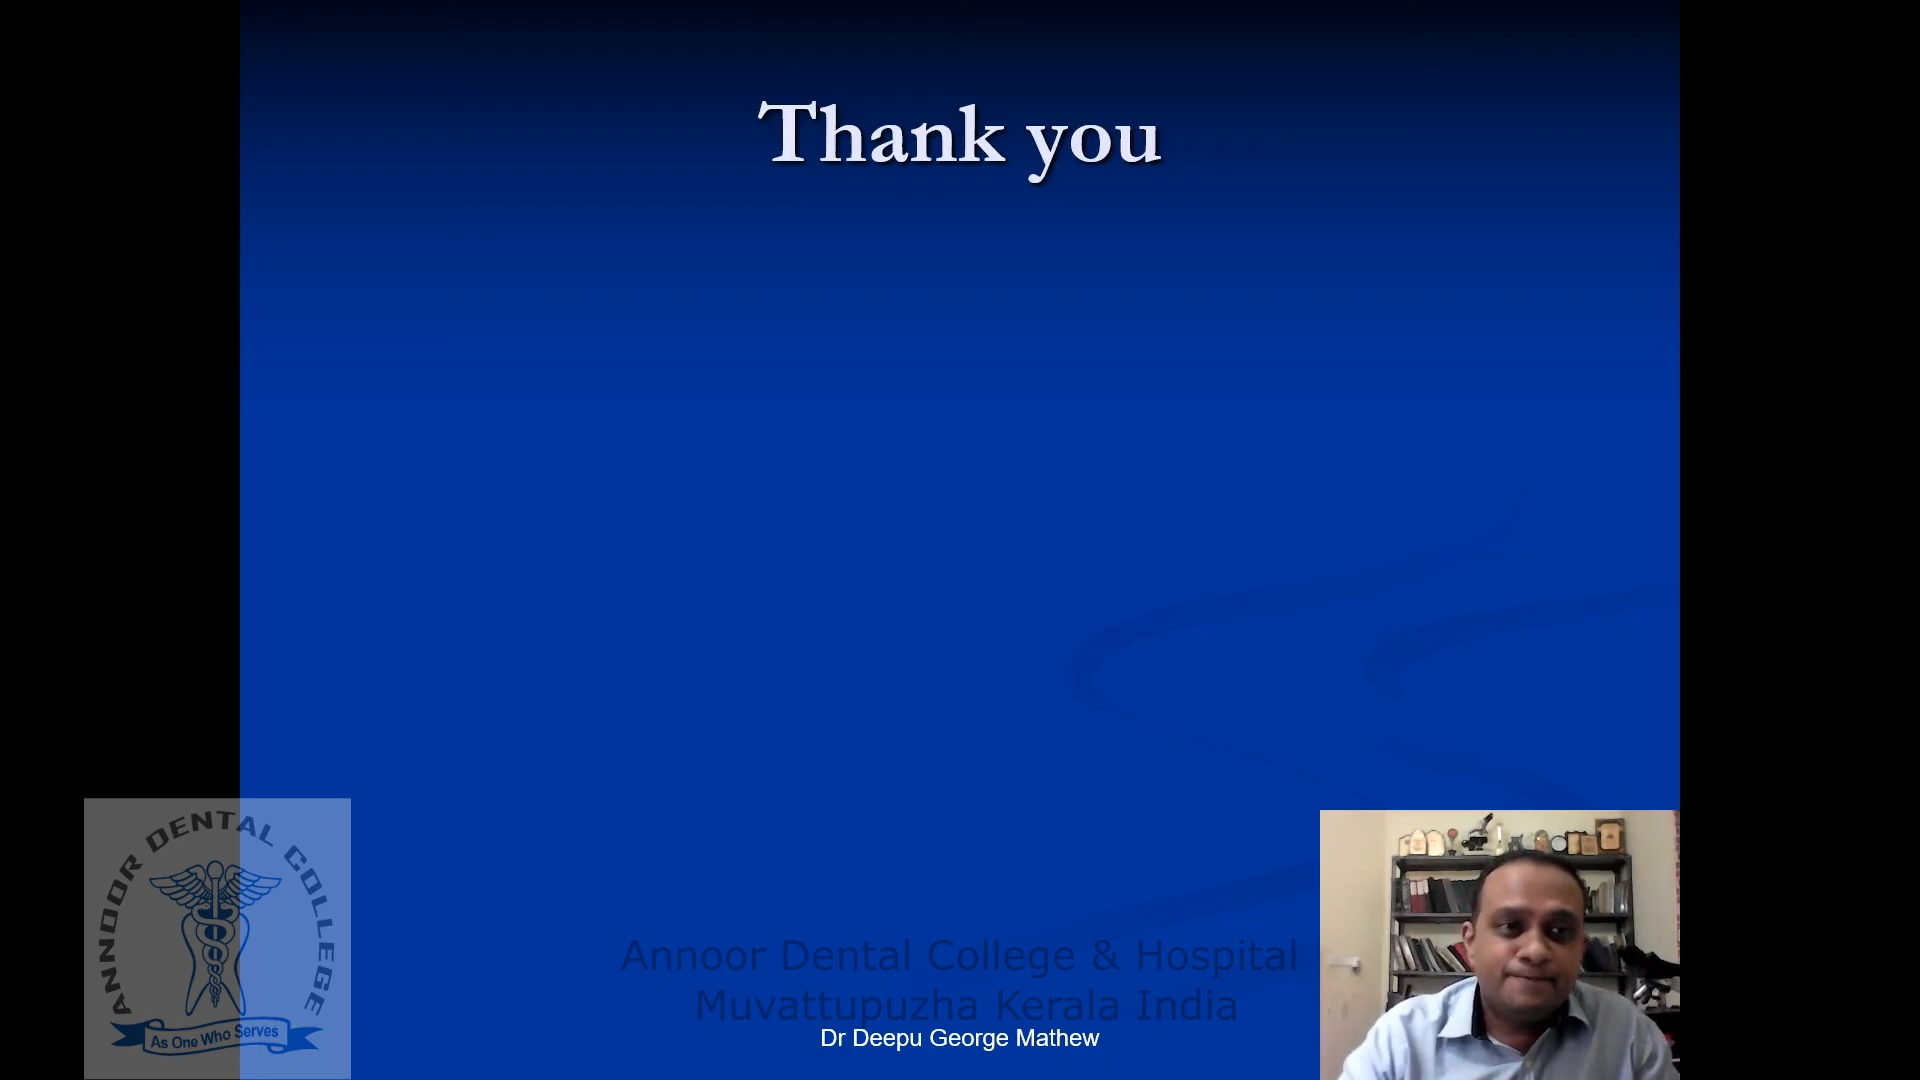 Thank you
ANNOOR DENTAL COLLEGE
As One Who Serves
Annoor Dental College & Hospital
Muvattupuzha Kerala India
Dr Deepu George Mathew